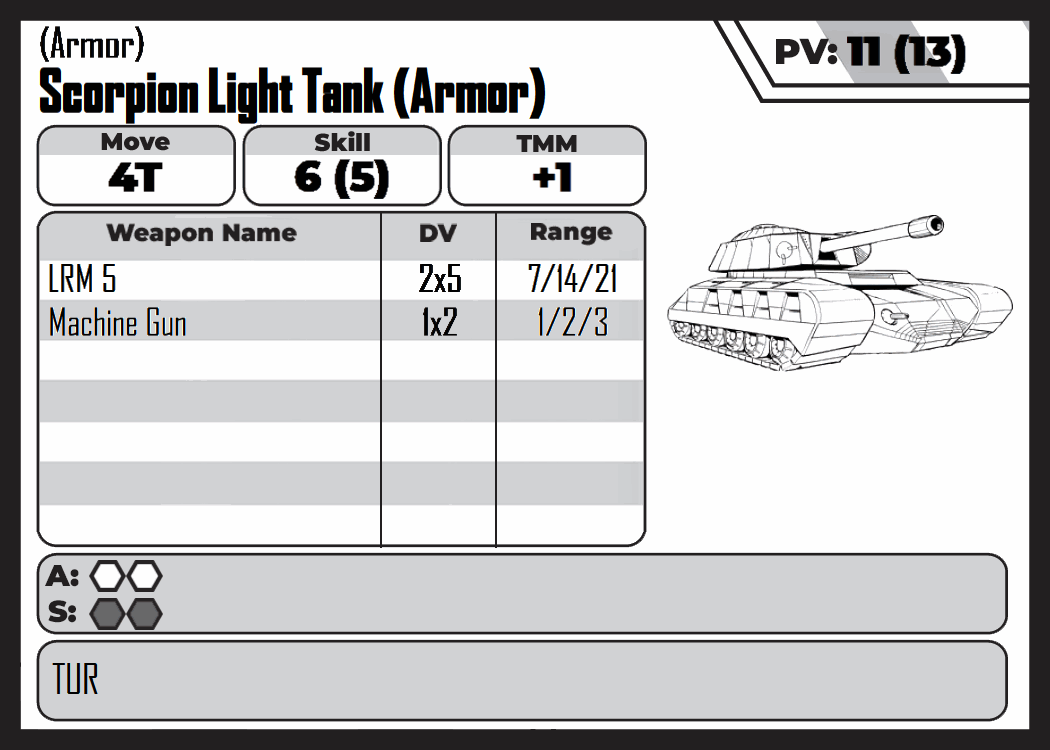 (Armor)
Scorpion Light Tank (Armor)
PV: 11 (13)
Move Skill TMM
4T 6 (5) +1
Weapon Name DV Range
LRM 5 2x5 7/14/21
Machine Gun 1x2 1/2/3
A:
S:
TUR